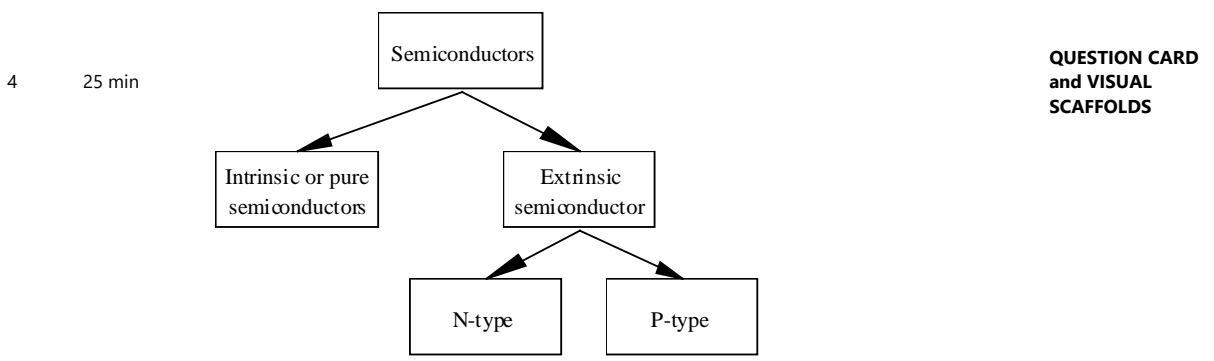 Semiconductors
4 25 min
QUESTION CARD
and VISUAL
SCAFFOLDS
Intrinsic or pure
semiconductors
Extrinsic
semiconductor
N-type
P-type